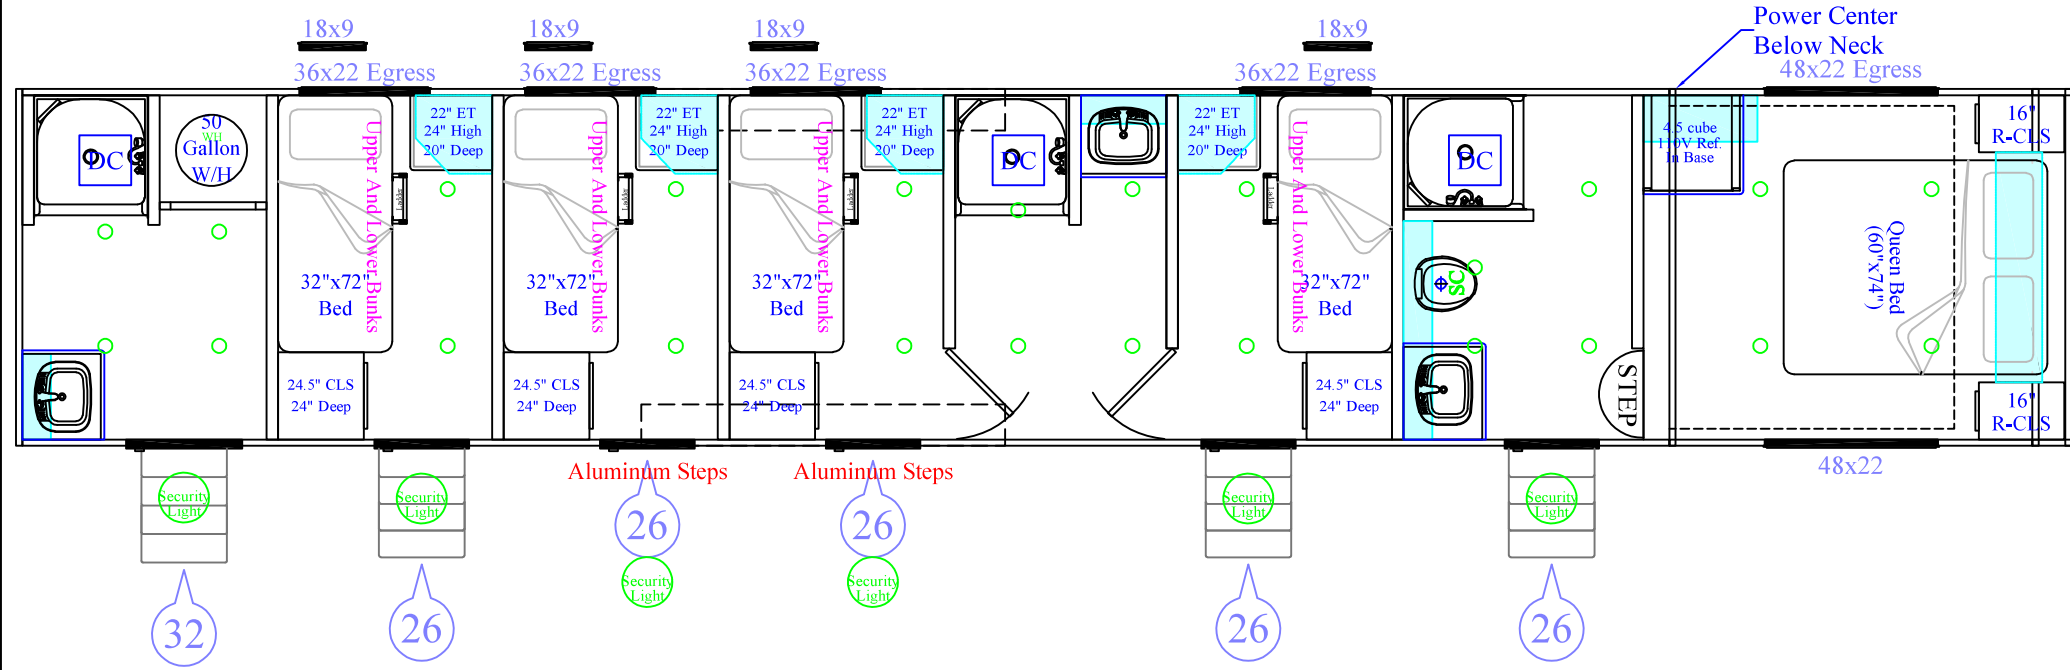 18x9
18x9
18x9
18x9
Power Center
Below Neck
36x22 Egress
36x22 Egress
36x22 Egress
36x22 Egress
48x22 Egress
DC
50
WH
Gallon
W/H
Upper And Lower Bunks
22" ET
24" High
20" Deep
Ladder
32"x72"
Bed
24.5" CLS
24" Deep
Upper And Lower Bunks
22" ET
24" High
20" Deep
Ladder
32"x72"
Bed
24.5" CLS
24" Deep
Upper And Lower Bunks
22" ET
24" High
20" Deep
Ladder
32"x72"
Bed
24.5" CLS
24" Deep
DC
22" ET
24" High
20" Deep
Ladder
Upper And Lower Bunks
32"x72"
Bed
24.5" CLS
24" Deep
DC
SC
STEP
4.5 cube
110V Ref.
In Base
Queen Bed
(60"x74")
16"
R-CLS
16"
R-CLS
48x22
Aluminum Steps
Aluminum Steps
Security
Light
Security
Light
26
26
Security
Light
Security
Light
Security
Light
Security
Light
32
26
26
26